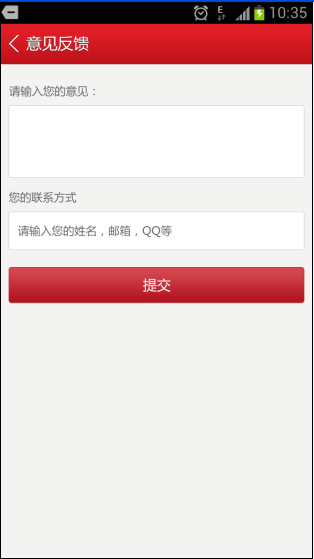 E 10:35
意见反馈
请输入您的意见：
您的联系方式
请输入您的姓名，邮箱，QQ等
提交